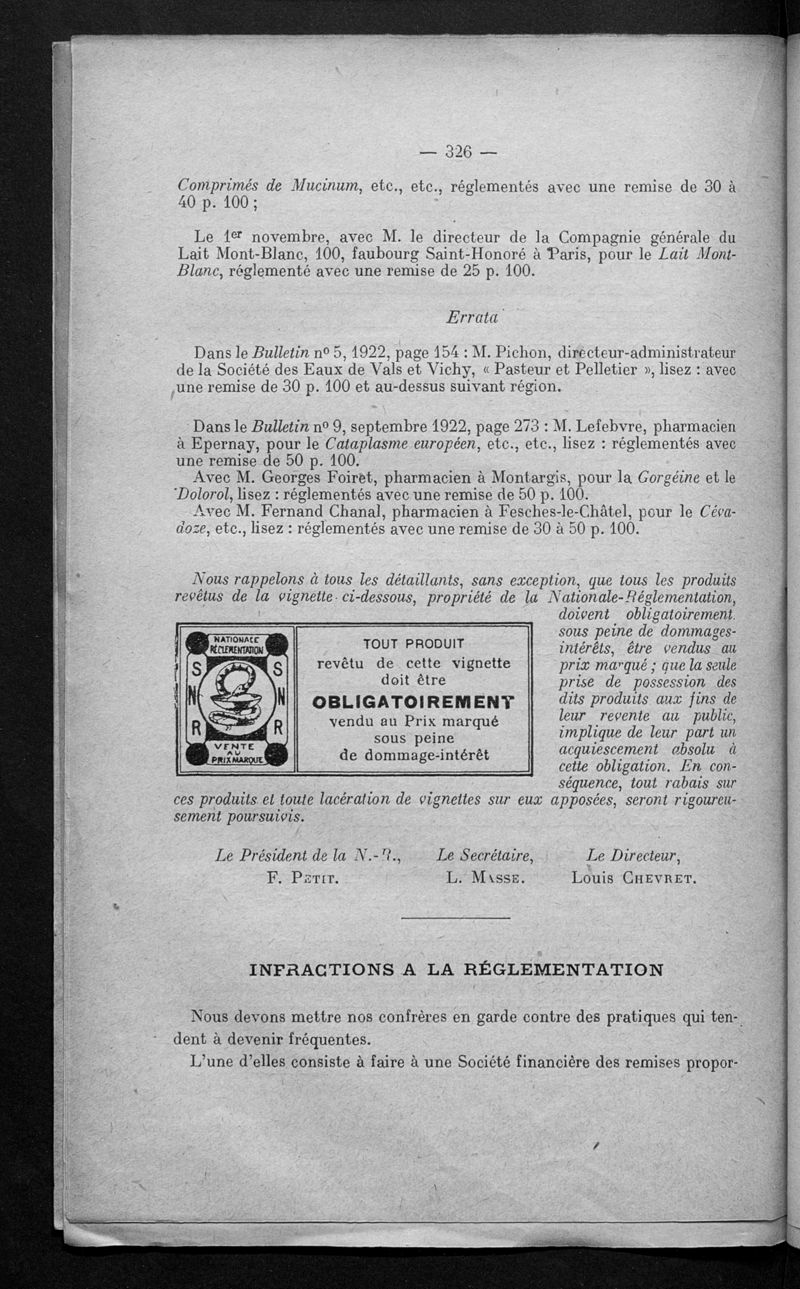 — 326 —
Comprimés de Mucinum, etc., etc., réglementés avec une remise de 30 à
40 p. 100 ;
Le 1er novembre, avec M. le directeur de la Compagnie générale du
Lait Mont-Blanc, 100, faubourg Saint-Honoré à Paris, pour le Lait Mont-
Blanc, réglementé avec une remise de 25 p. 100.
Errata
Dans le Bulletin no 5, 1922, page 154 : M. Pichon, directeur-administrateur
de la Société des Eaux de Vals et Vichy, « Pasteur et Pelletier », lisez : avec
une remise de 30 p. 100 et au-dessus suivant région.
Dans le Bulletin no 9, septembre 1922, page 273 : M. Lefebvre, pharmacien
à Epernay, pour le Cataplasme européen, etc., etc., lisez : réglementés avec
une remise de 50 p. 100.
Avec M. Georges Foiret, pharmacien à Montargis, pour la Gorgéine et le
Dolorol, lisez : réglementés avec une remise de 50 p. 100.
Avec M. Fernand Chanal, pharmacien à Fesches-le-Châtel, pour le Céva-
doze, etc., lisez : réglementés avec une remise de 30 à 50 p. 100.
Nous rappelons à tous les détaillants, sans exception, que tous les produits
revêtus de la vignette ci-dessous, propriété de la Nationale-Réglementation,
doivent obligatoirement
sous peine de dommages-
intérêts, être vendus au
prix marqué ; que la seule
prise de possession des
dits produits aux fins de
leur revente au public,
implique de leur part un
acquiescement absolu à
cette obligation. En con-
séquence, tout rabais sur
NATIONALE
RÉGLEMENTATION
S S
N N
R R
VENTE
AU
PRIX MARQUÉ
TOUT PRODUIT
revêtu de cette vignette
doit être
OBLIGATOIREMENT
vendu au Prix marqué
sous peine
de dommage-intérêt
ces produits et toute lacération de vignettes sur eux apposées, seront rigoureu-
sement poursuivis.
Le Président de la N.-R., Le Secrétaire, Le Directeur,
F. PETIT. L. MASSE. Louis CHEVRET.
INFRACTIONS A LA RÉGLEMENTATION
Nous devons mettre nos confrères en garde contre des pratiques qui ten-
dent à devenir fréquentes.
L'une d'elles consiste à faire à une Société financière des remises propor-